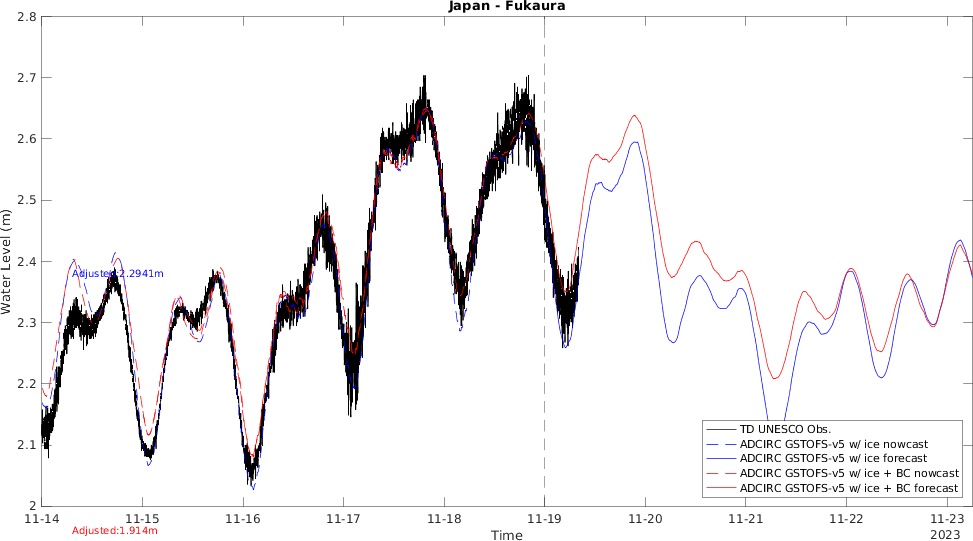 Japan - Fukaura
2.8
2.7
2.6
2.5
2.4
2.3
2.2
2.1
2
Water Level (m)
Adjusted:2.2941m
TD UNESCO Obs.
ADCIRC GSTOFS-v5 w/ ice nowcast
ADCIRC GSTOFS-v5 w/ ice forecast
ADCIRC GSTOFS-v5 w/ ice + BC nowcast
ADCIRC GSTOFS-v5 w/ ice + BC forecast
11-14 11-15 11-16 11-17 11-18 11-19 11-20 11-21 11-22 11-23
Adjusted:1.914m
Time
2023